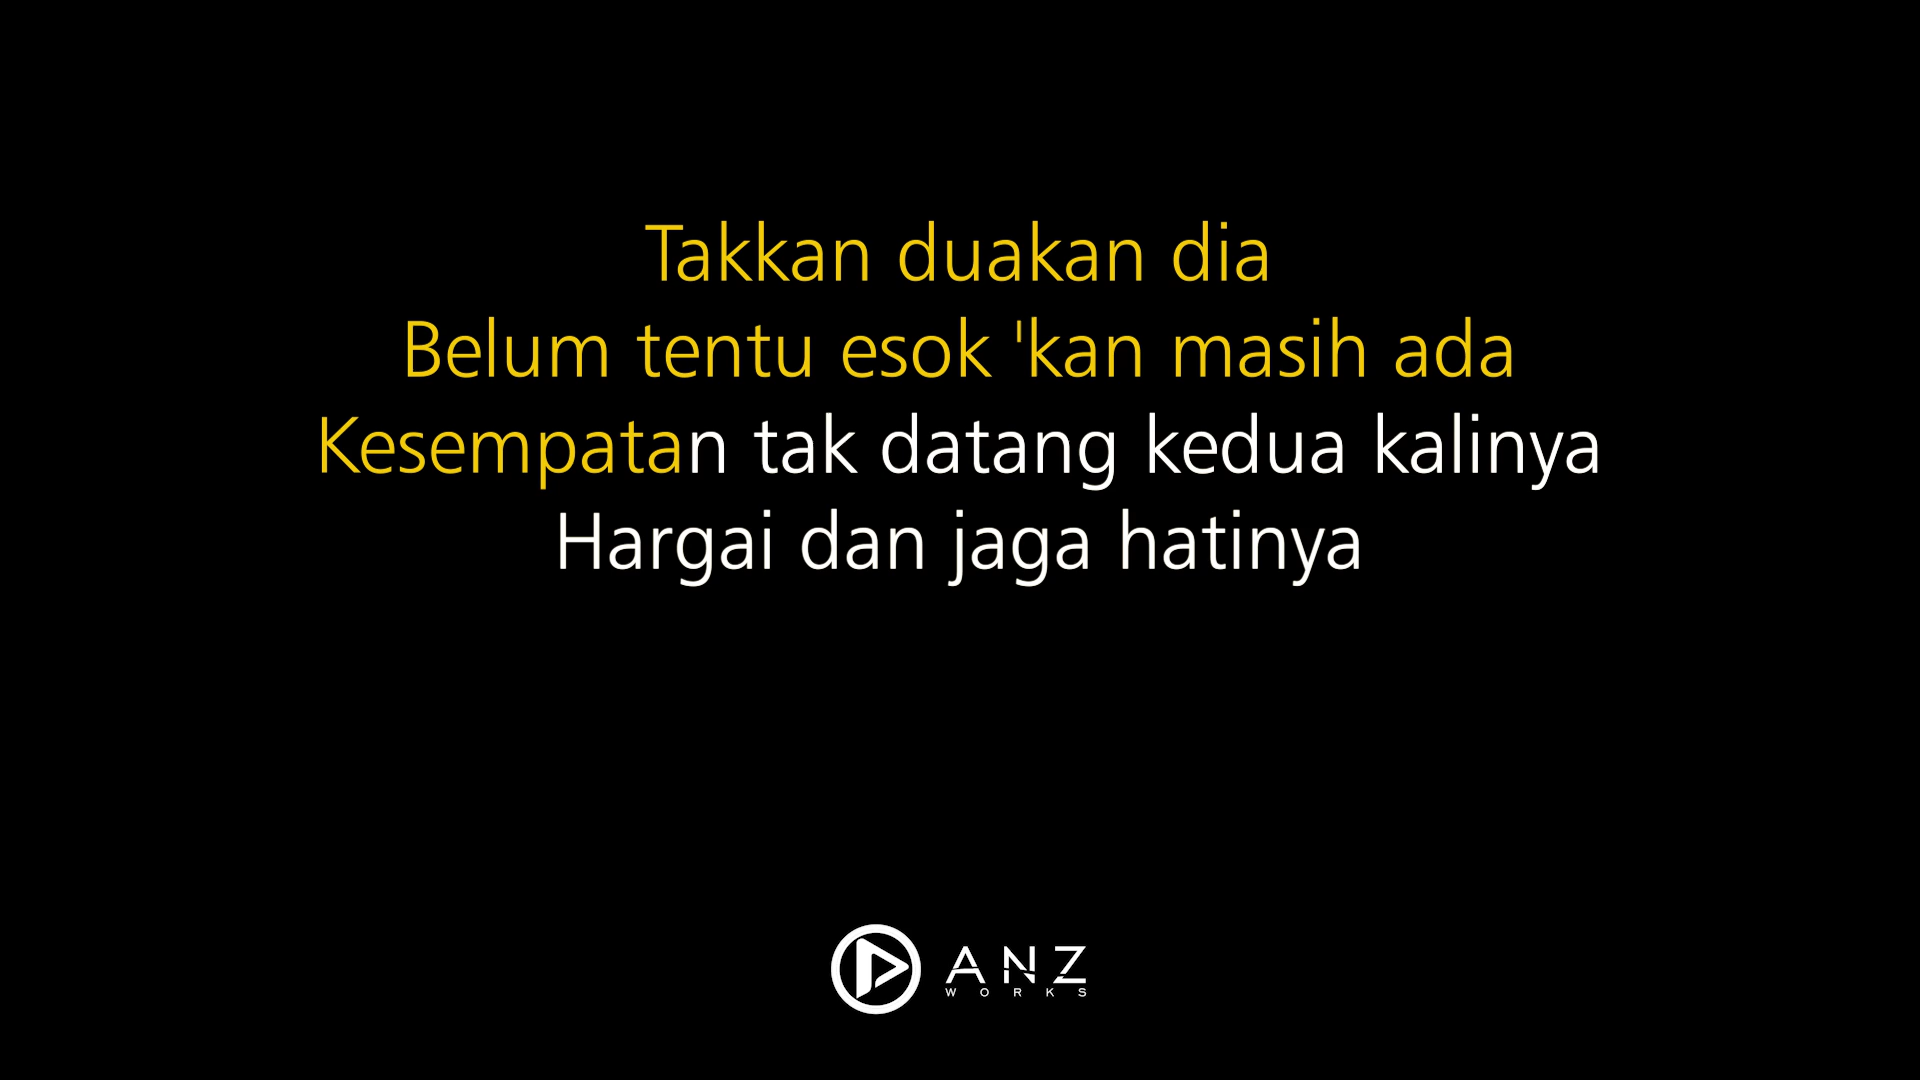 Takkan duakan dia
Belum tentu esok 'kan masih ada
Kesempatan tak datang kedua kalinya
Hargai dan jaga hatinya
ANZ
WORKS